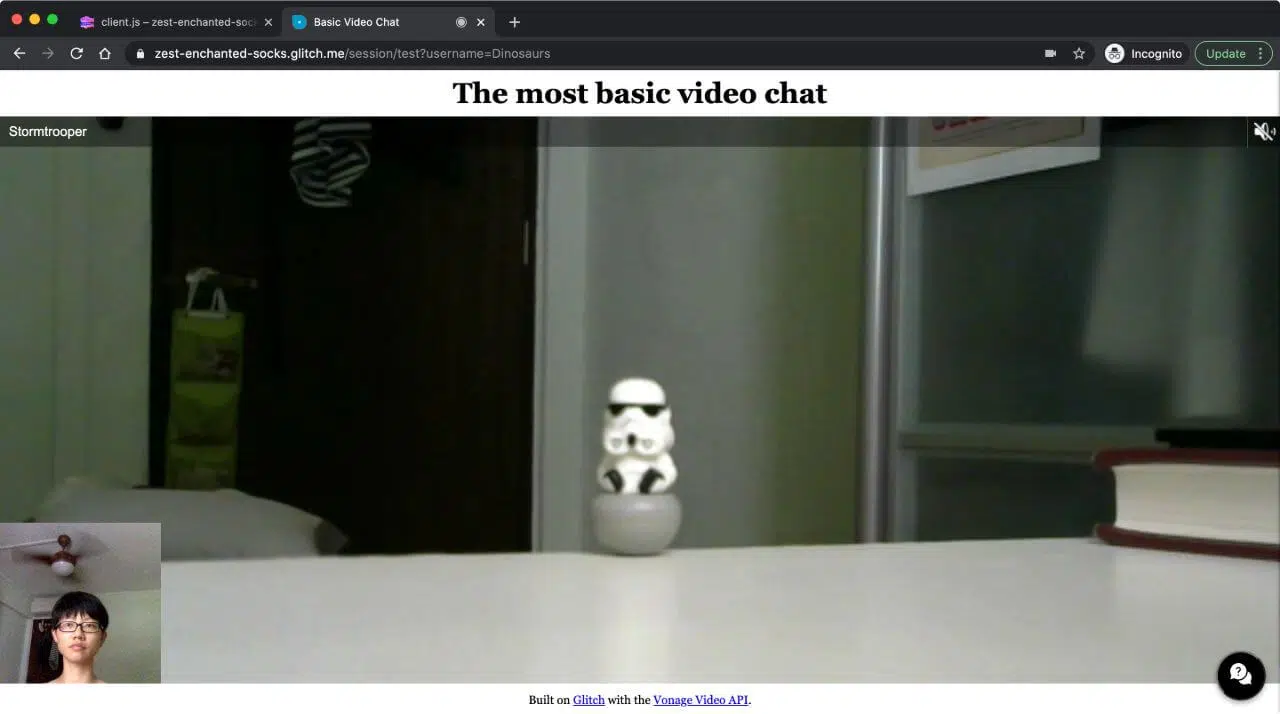 client.js – zest-enchanted-soc
Basic Video Chat
zest-enchanted-socks.glitch.me/session/test?username=Dinosaurs
Incognito
Update
The most basic video chat
Stormtrooper
Built on Glitch with the Vonage Video API.